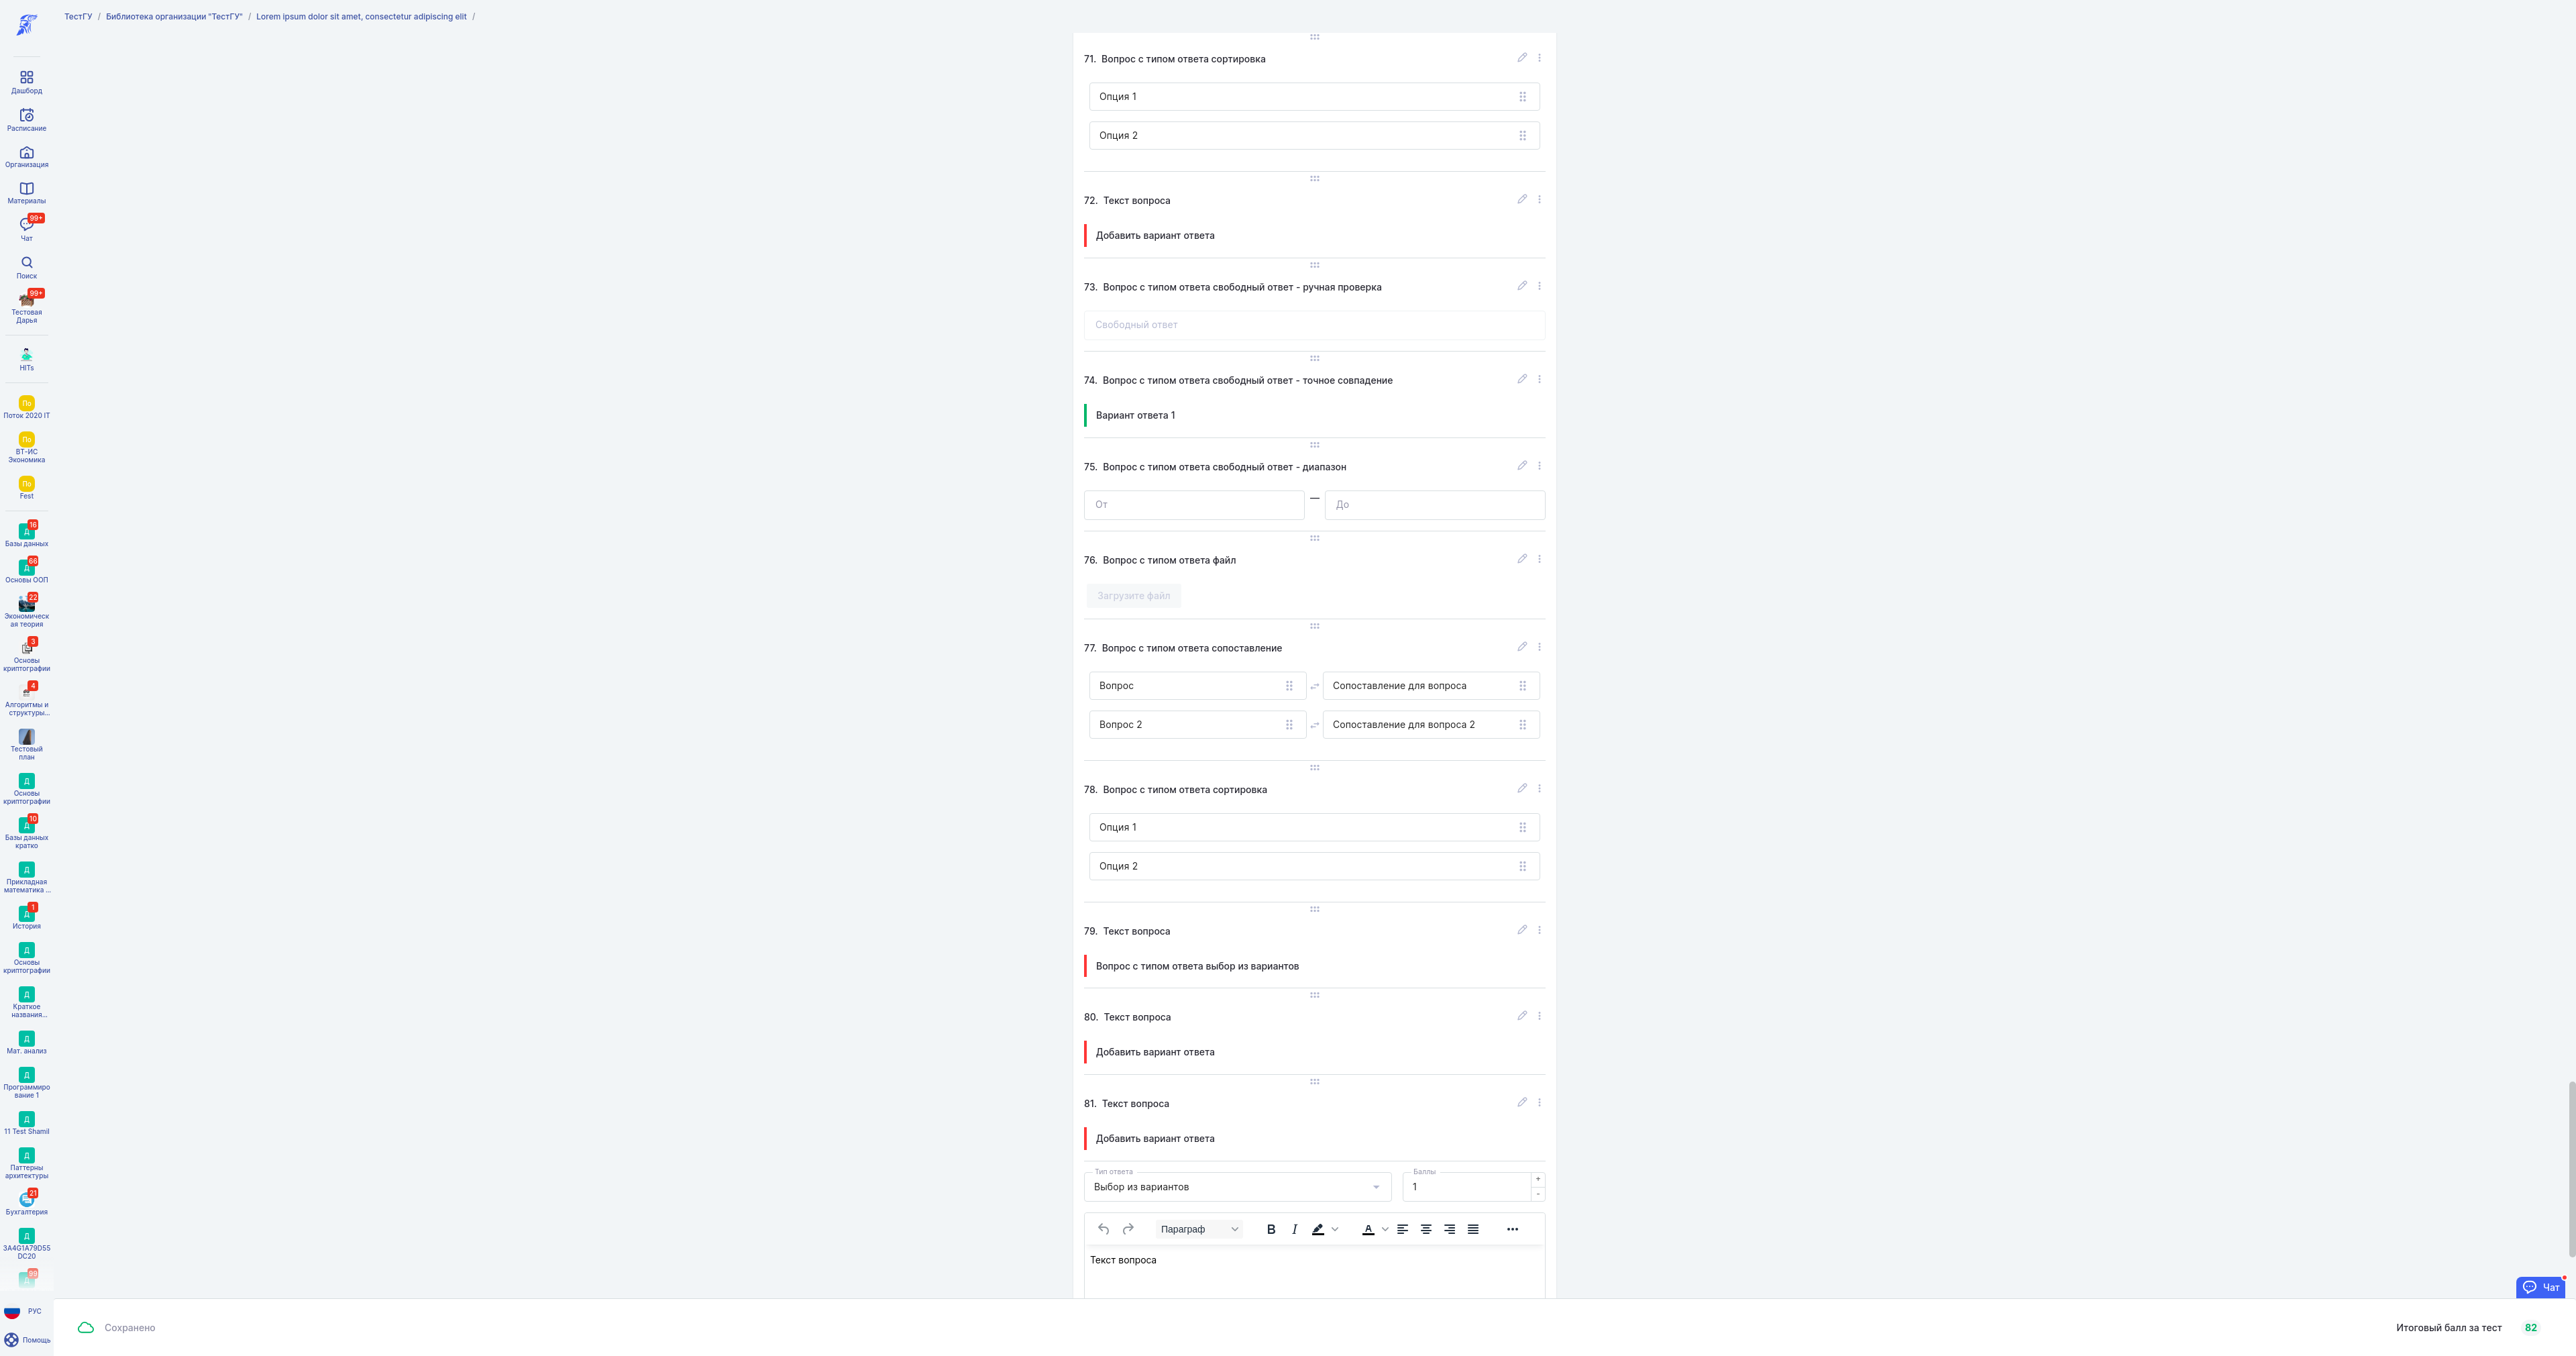 ТестГУ / Библиотека организации "ТестГУ" / Lorem ipsum dolor sit amet, consectetur adipiscing elit /
Дашборд
Расписание
Организация
Материалы
99+
Чат
Поиск
99+
Тестовая
Дарья
HITs
По
Поток 2020 IT
По
ВТ-ИС
Экономика
По
Fest
16
Д
Базы данных
66
Д
Основы ООП
22
Экономическ
ая теория
3
Основы
криптографии
4
Алгоритмы и
структуры...
Тестовый
план
Д
Основы
криптографии
10
Д
Базы данных
кратко
Д
Прикладная
математика ...
1
Д
История
Д
Основы
криптографии
Д
Краткое
названия...
Д
Мат. анализ
Д
Программиро
вание 1
Д
11 Test Shamil
Д
Паттерны
архитектуры
21
Бухгалтерия
Д
3A4G1A79D55
DC20
99
Д
РУС
Помощь
71. Вопрос с типом ответа сортировка
Опция 1
Опция 2
72. Текст вопроса
Добавить вариант ответа
73. Вопрос с типом ответа свободный ответ - ручная проверка
Свободный ответ
74. Вопрос с типом ответа свободный ответ - точное совпадение
Вариант ответа 1
75. Вопрос с типом ответа свободный ответ - диапазон
От — До
76. Вопрос с типом ответа файл
Загрузите файл
77. Вопрос с типом ответа сопоставление
Вопрос Сопоставление для вопроса
Вопрос 2 Сопоставление для вопроса 2
78. Вопрос с типом ответа сортировка
Опция 1
Опция 2
79. Текст вопроса
Вопрос с типом ответа выбор из вариантов
80. Текст вопроса
Добавить вариант ответа
81. Текст вопроса
Добавить вариант ответа
Тип ответа Баллы
Выбор из вариантов 1 + -
Параграф B I A
Текст вопроса
Чат
Сохранено
Итоговый балл за тест 82